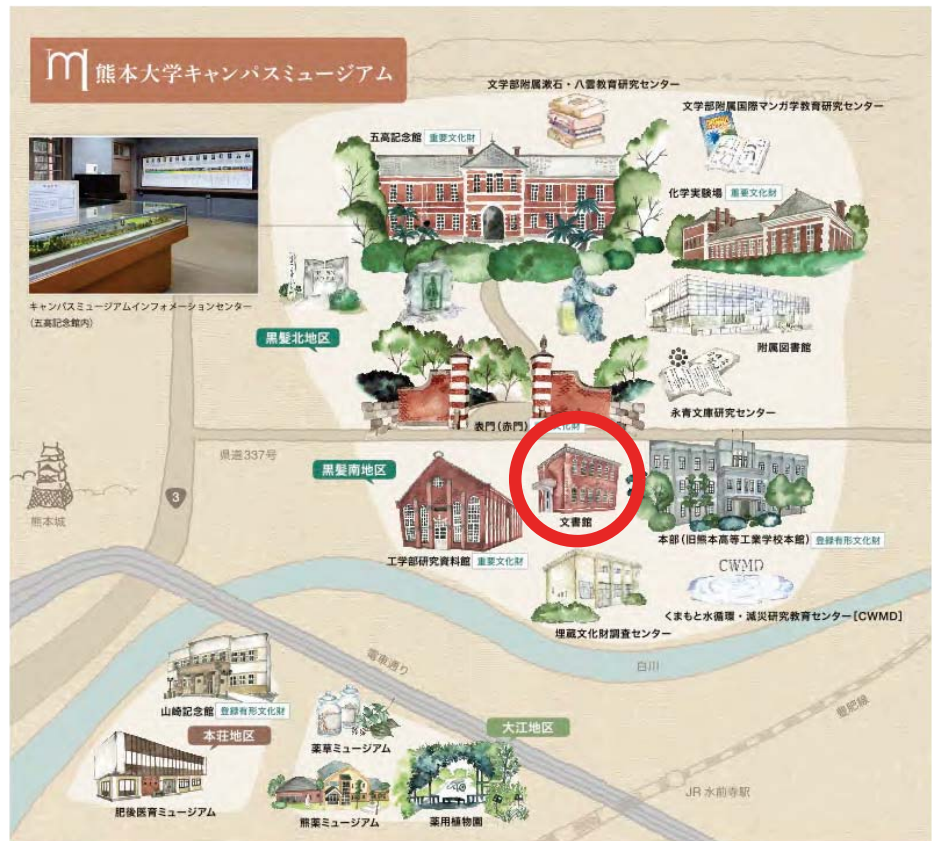 熊本大学キャンパスミュージアム
文学部附属漱石・八雲教育研究センター
文学部附属国際マンガ学教育研究センター
五高記念館 重要文化財
化学実験場 重要文化財
キャンパスミュージアムインフォメーションセンター
(五高記念館内)
黒髪北地区
附属図書館
永青文庫研究センター
表門(赤門) 文化財
県道337号
黒髪南地区
3
熊本城
文書館
本部(旧熊本高等工業学校本館) 登録有形文化財
工学部研究資料館 重要文化財
CWMD
くまもと水循環・減災研究教育センター[CWMD]
埋蔵文化財調査センター
白川
電車通り
山崎記念館 登録有形文化財
本荘地区
薬草ミュージアム
大江地区
豊肥線
肥後医育ミュージアム
熊薬ミュージアム
薬用植物園
JR 水前寺駅